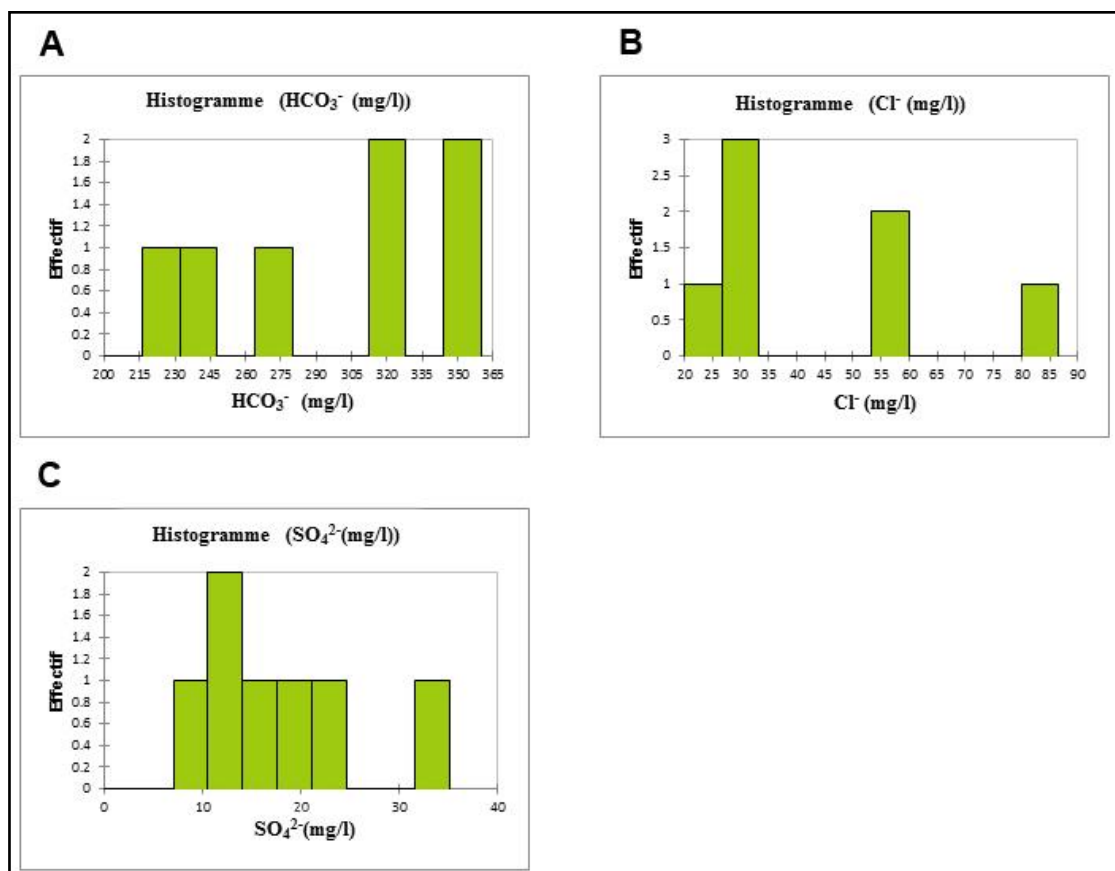 A
Histogramme (HCO₃⁻ (mg/l))
Effectif
2
1.8
1.6
1.4
1.2
1
0.8
0.6
0.4
0.2
0
200 215 230 245 260 275 290 305 320 335 350 365
HCO₃⁻ (mg/l)
B
Histogramme (Cl⁻ (mg/l))
Effectif
3
2.5
2
1.5
1
0.5
0
20 25 30 35 40 45 50 55 60 65 70 75 80 85 90
Cl⁻ (mg/l)
C
Histogramme (SO₄²⁻(mg/l))
Effectif
2
1.8
1.6
1.4
1.2
1
0.8
0.6
0.4
0.2
0
0 10 20 30 40
SO₄²⁻(mg/l)